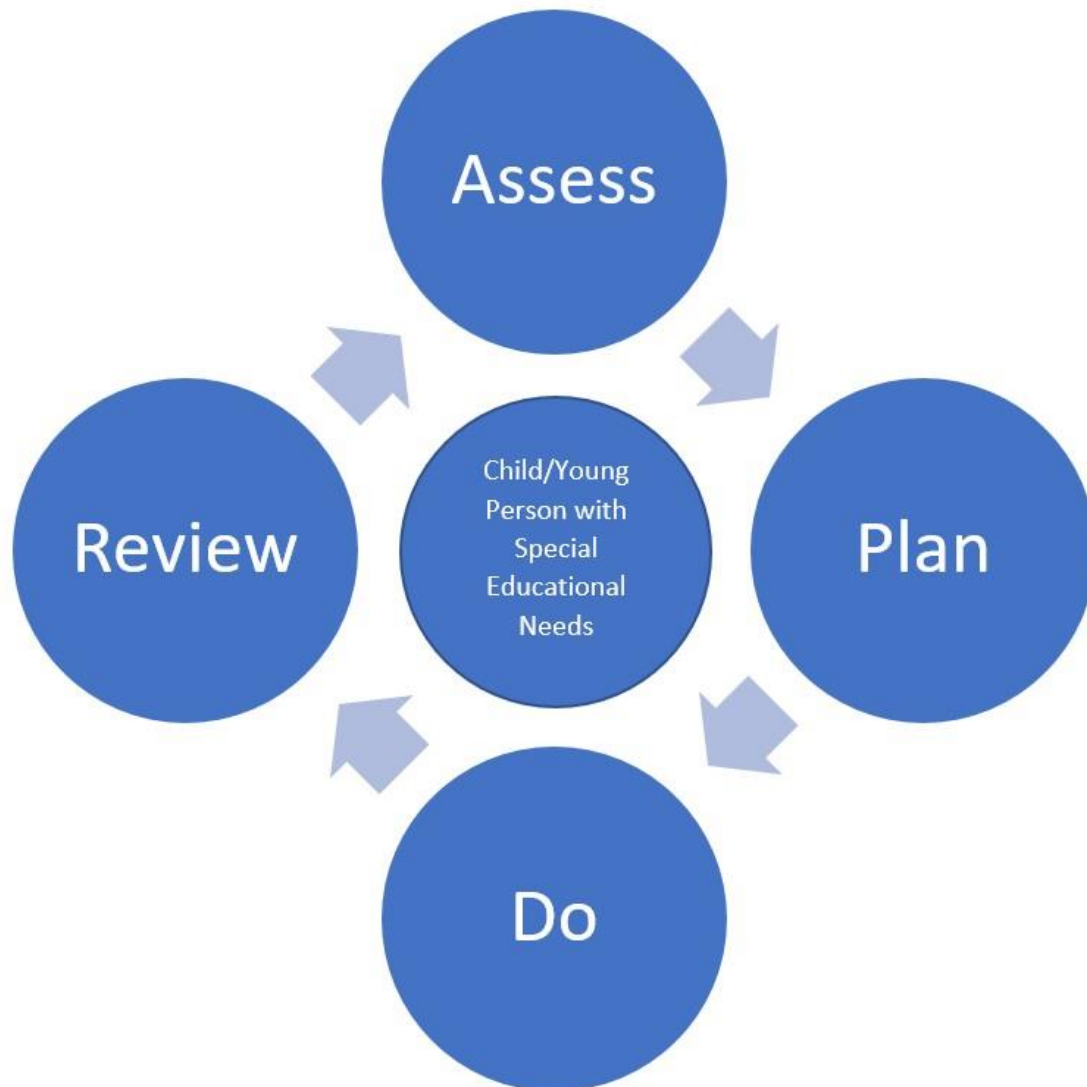 Assess
Child/Young
Person with
Special
Educational
Needs
Review
Plan
Do